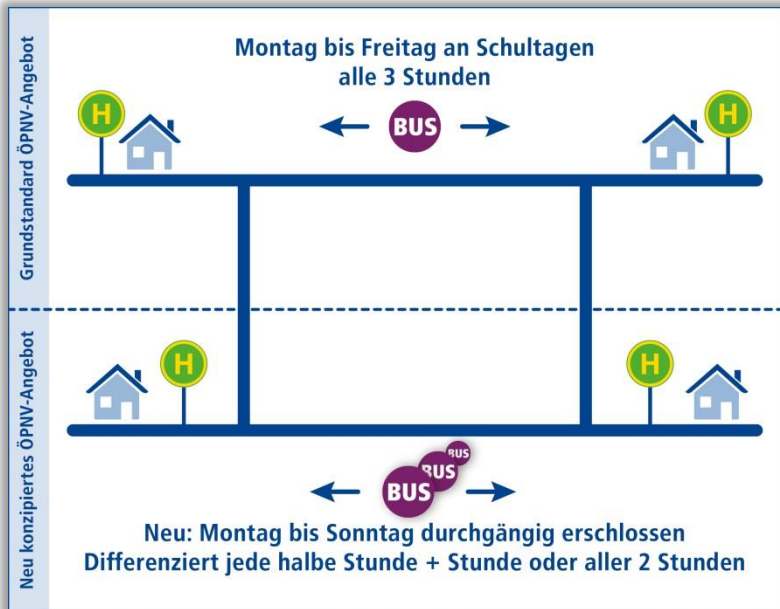 Grundstandard ÖPNV-Angebot
Montag bis Freitag an Schultagen
alle 3 Stunden
H
BUS
H
Neu konzipiertes ÖPNV-Angebot
H
H
BUS
BUS
BUS
Neu: Montag bis Sonntag durchgängig erschlossen
Differenziert jede halbe Stunde + Stunde oder aller 2 Stunden